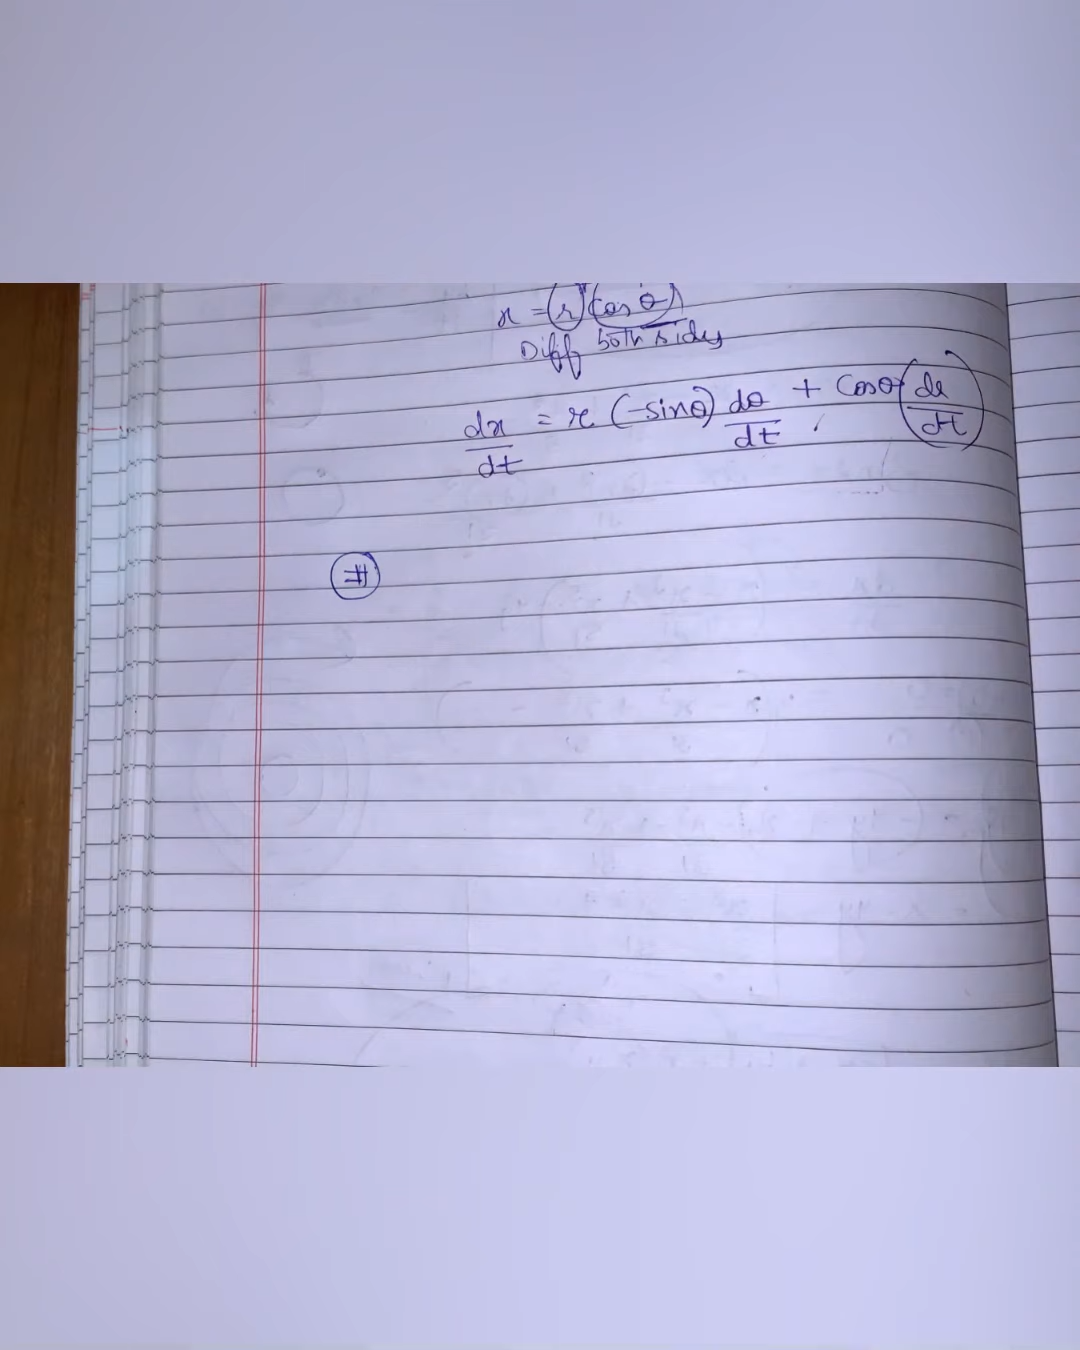 x = (r)(cos θ)
Diff both sides
dx/dt = r (-sinθ) dθ/dt + cosθ (dr/dt)
#